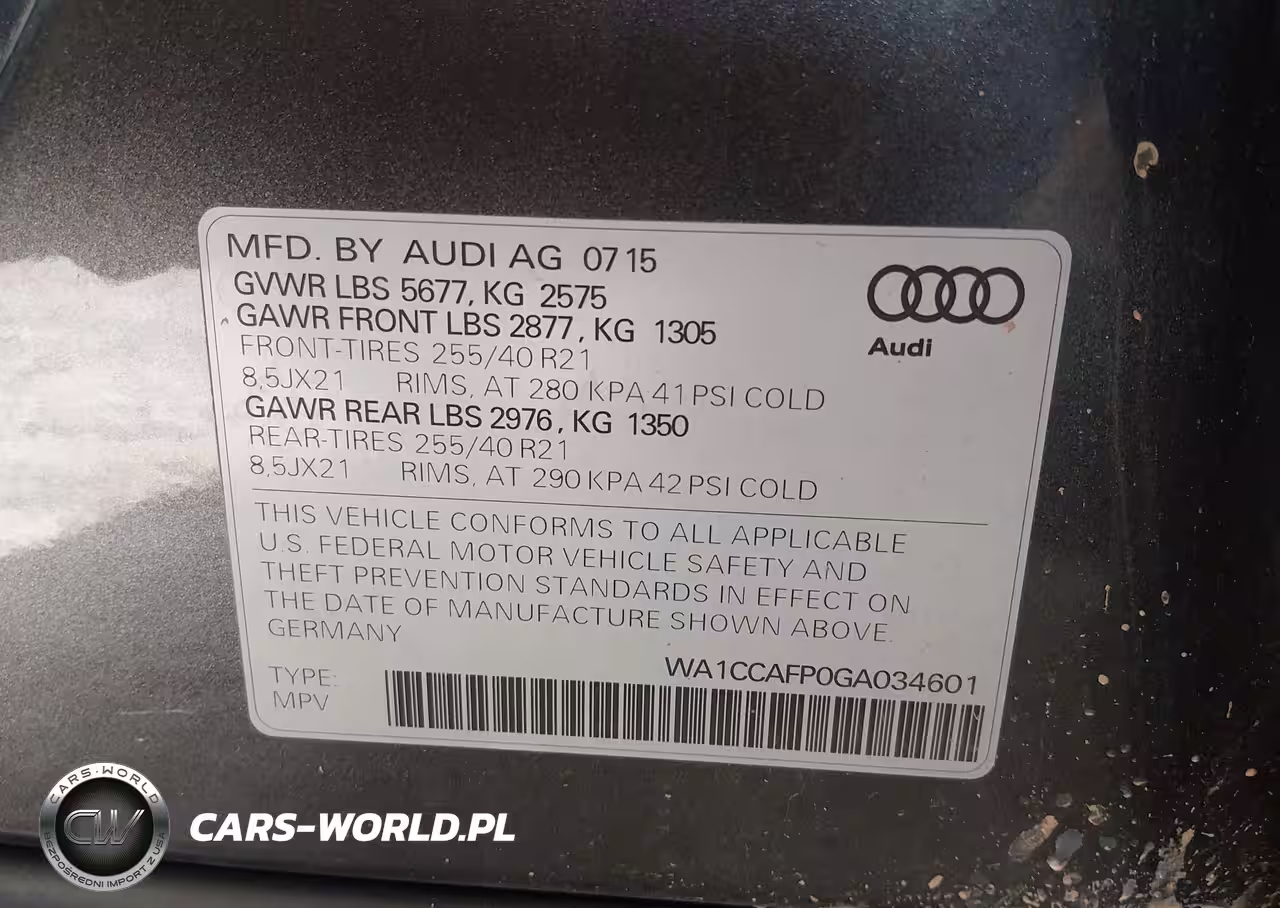 MFD. BY AUDI AG 0715
GVWR LBS 5677, KG 2575
GAWR FRONT LBS 2877, KG 1305
FRONT-TIRES 255/40 R21
8,5JX21 RIMS, AT 280 KPA 41 PSI COLD
GAWR REAR LBS 2976, KG 1350
REAR-TIRES 255/40 R21
8,5JX21 RIMS, AT 290 KPA 42 PSI COLD
Audi
THIS VEHICLE CONFORMS TO ALL APPLICABLE
U.S. FEDERAL MOTOR VEHICLE SAFETY AND
THEFT PREVENTION STANDARDS IN EFFECT ON
THE DATE OF MANUFACTURE SHOWN ABOVE.
GERMANY
WA1CCAFP0GA034601
TYPE:
MPV
CARS-WORLD
CW
BEZPOŚREDNI IMPORT Z USA
CARS-WORLD.PL